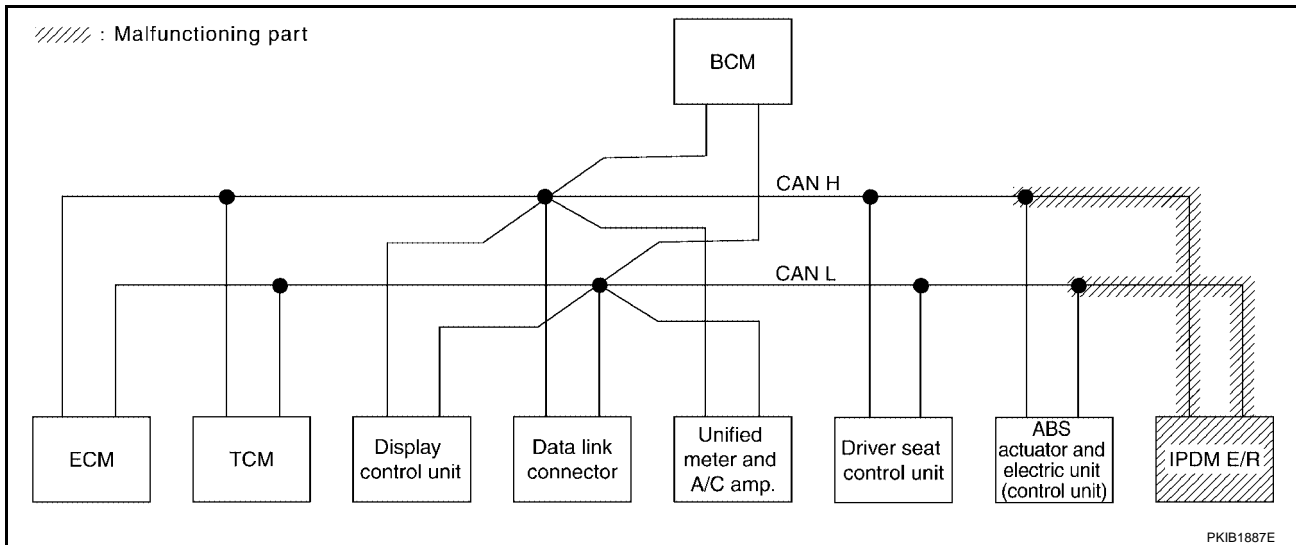 : Malfunctioning part
BCM
CAN H
CAN L
ECM
TCM
Display
control unit
Data link
connector
Unified
meter and
A/C amp.
Driver seat
control unit
ABS
actuator and
electric unit
(control unit)
IPDM E/R
PKIB1887E